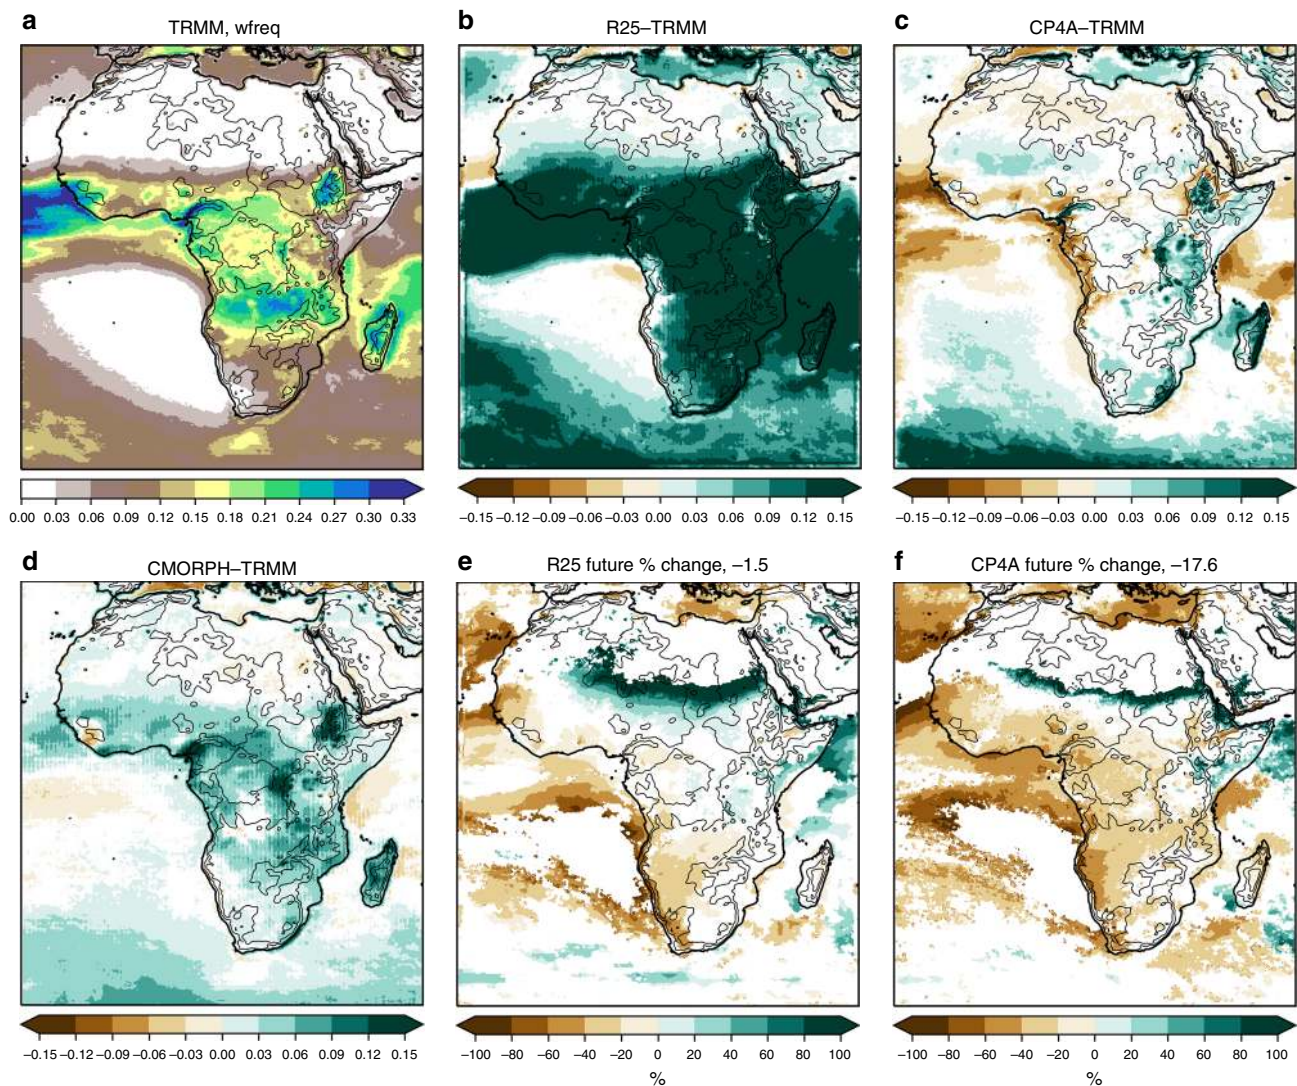 a TRMM, wfreq
b R25–TRMM
c CP4A–TRMM
0.00 0.03 0.06 0.09 0.12 0.15 0.18 0.21 0.24 0.27 0.30 0.33
−0.15 −0.12 −0.09 −0.06 −0.03 0.00 0.03 0.06 0.09 0.12 0.15
−0.15 −0.12 −0.09 −0.06 −0.03 0.00 0.03 0.06 0.09 0.12 0.15
d CMORPH–TRMM
e R25 future % change, –1.5
f CP4A future % change, –17.6
−0.15 −0.12 −0.09 −0.06 −0.03 0.00 0.03 0.06 0.09 0.12 0.15
−100 −80 −60 −40 −20 0 20 40 60 80 100
%
−100 −80 −60 −40 −20 0 20 40 60 80 100
%